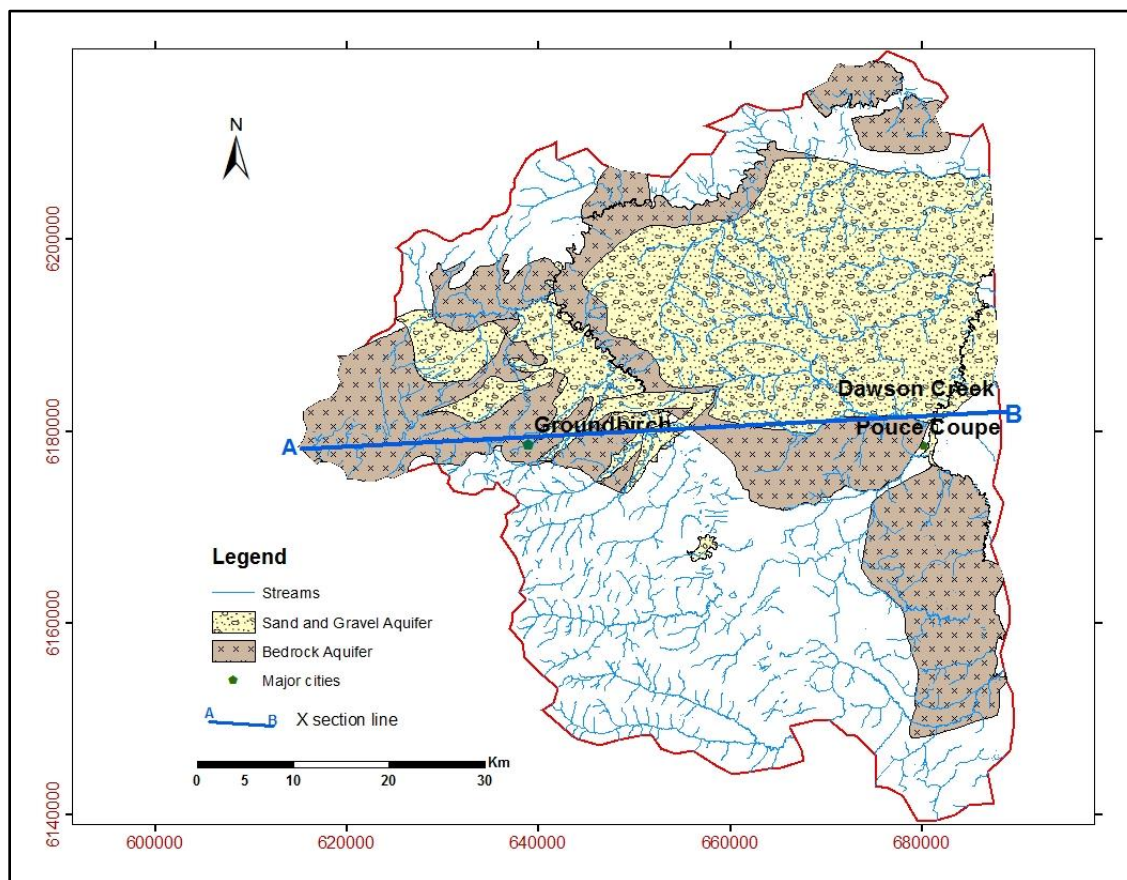 N
6200000
6180000
6160000
6140000
Dawson Creek
Groundbirch
Pouce Coupe
A
B
Legend
Streams
Sand and Gravel Aquifer
Bedrock Aquifer
Major cities
A B X section line
Km
0 5 10 20 30
600000 620000 640000 660000 680000